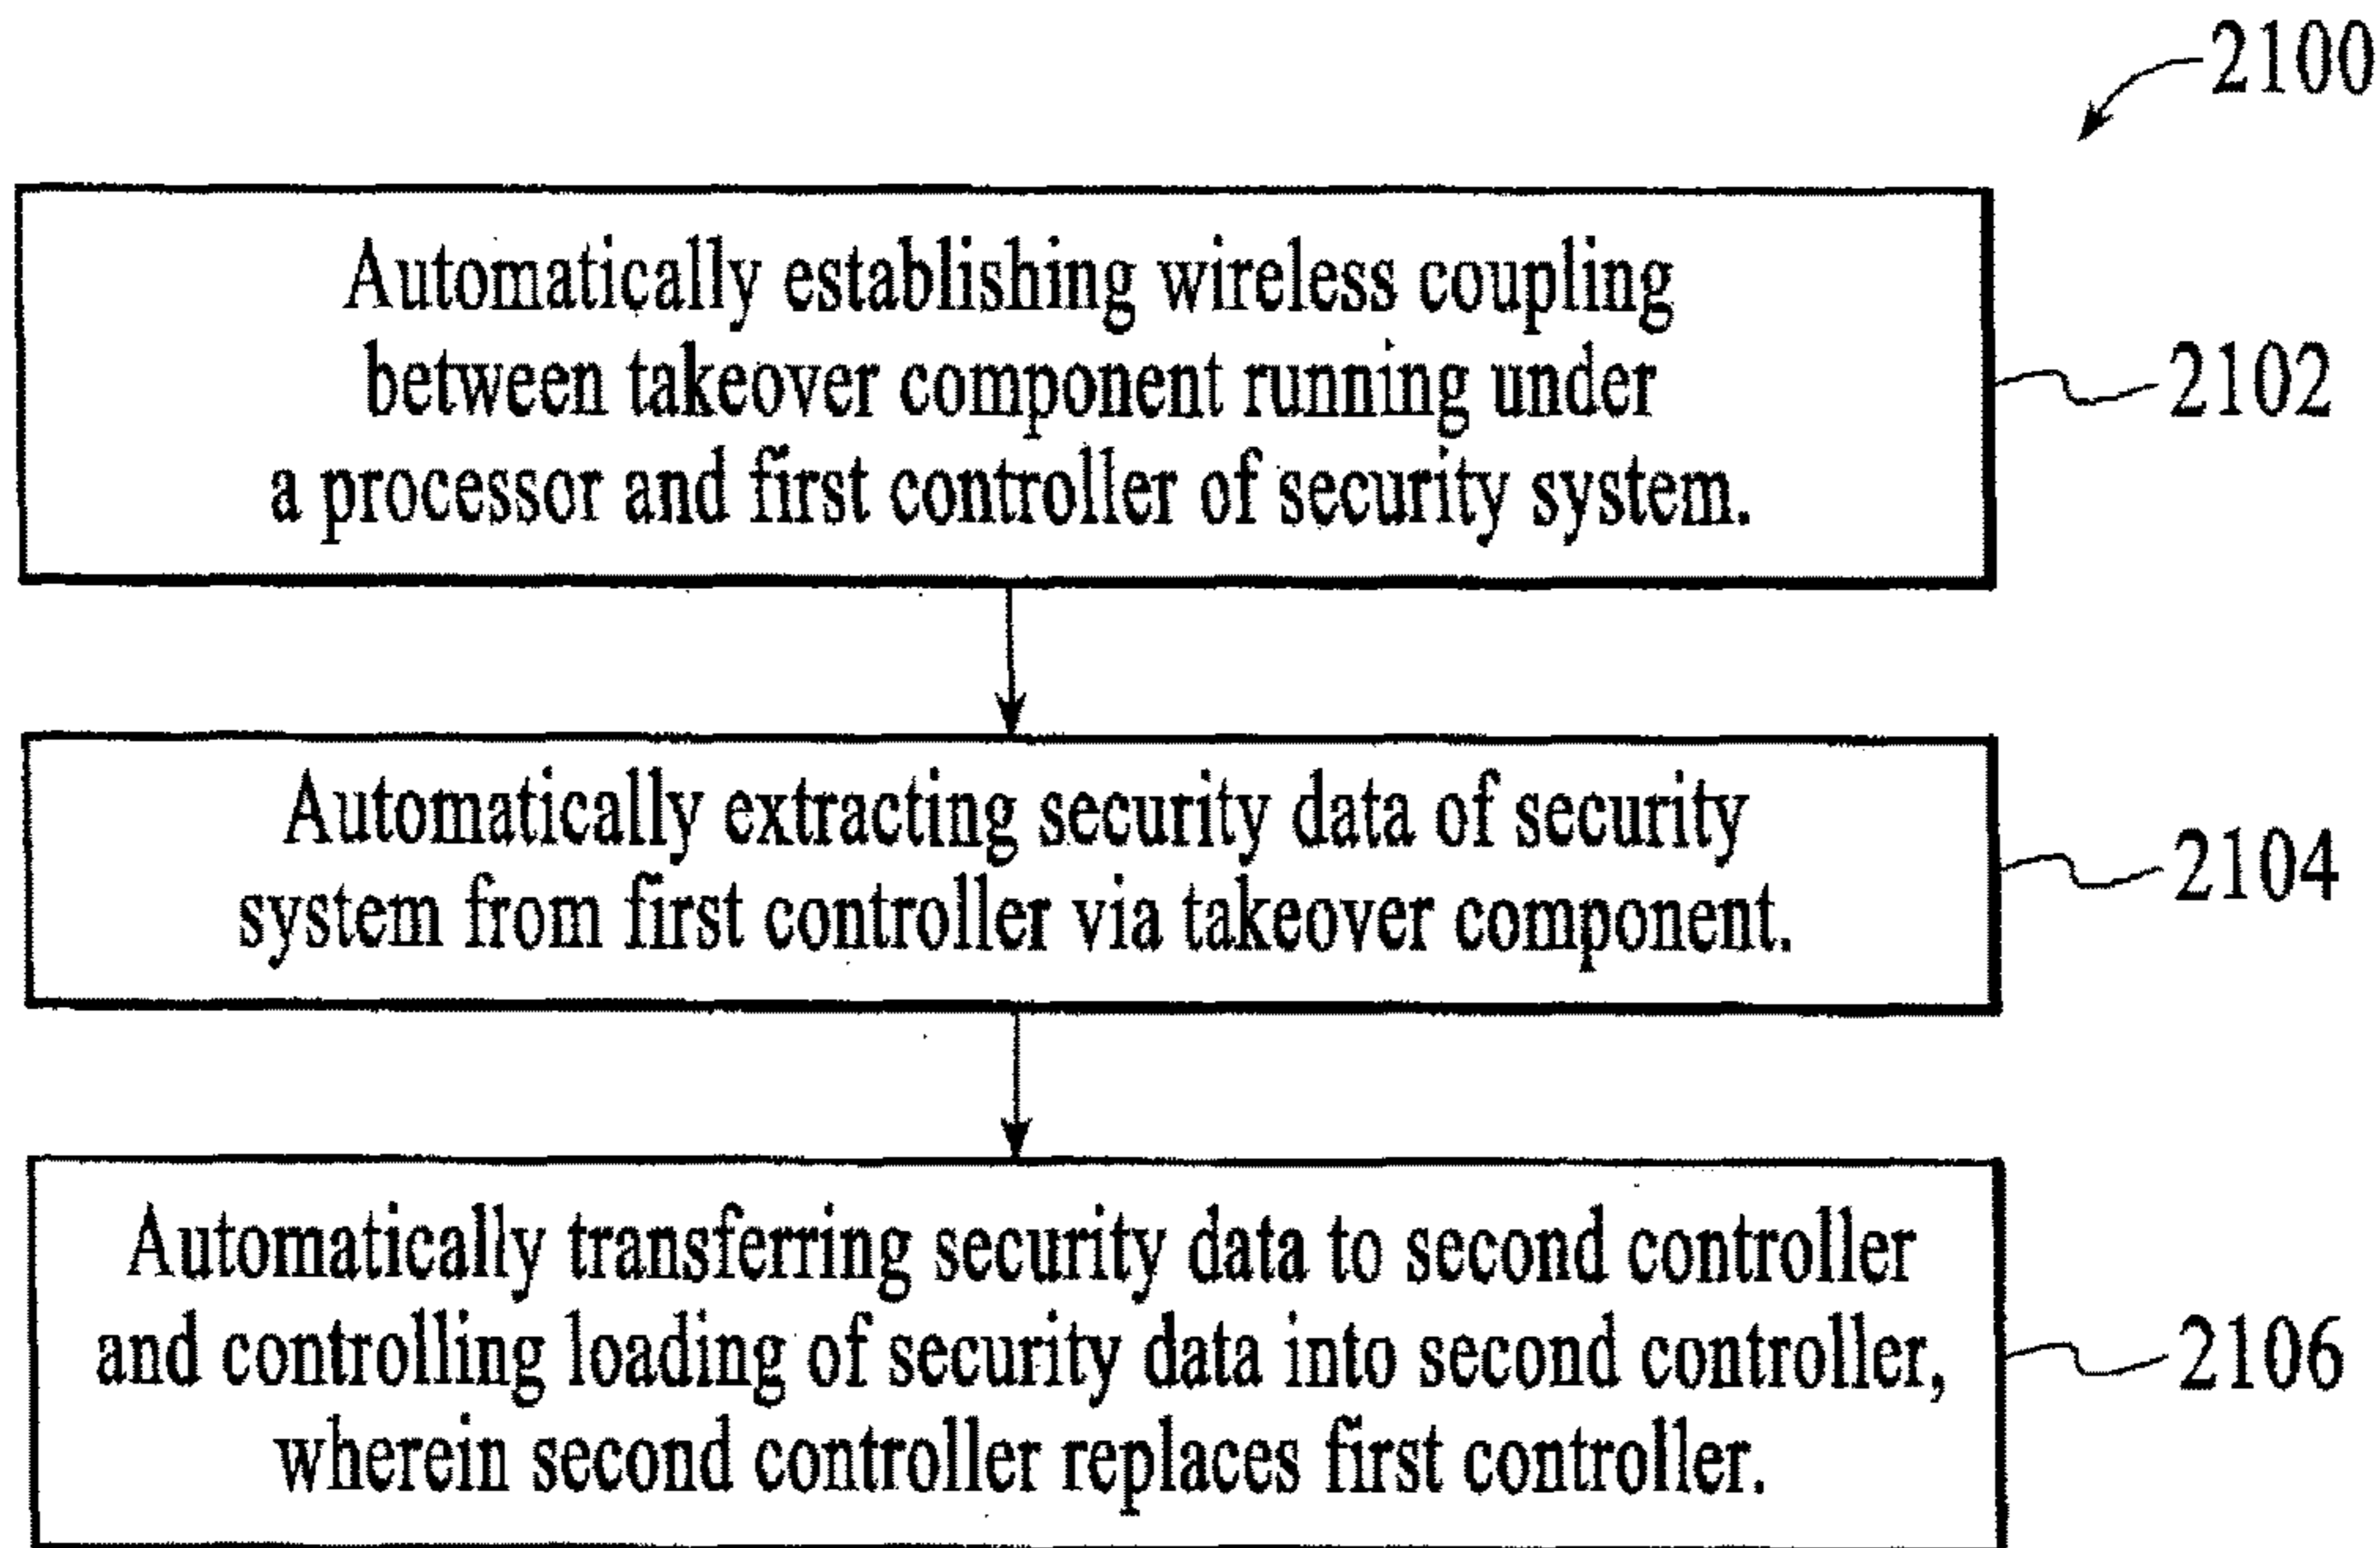 2100
Automatically establishing wireless coupling
between takeover component running under
a processor and first controller of security system.
2102
Automatically extracting security data of security
system from first controller via takeover component.
2104
Automatically transferring security data to second controller
and controlling loading of security data into second controller,
wherein second controller replaces first controller.
2106